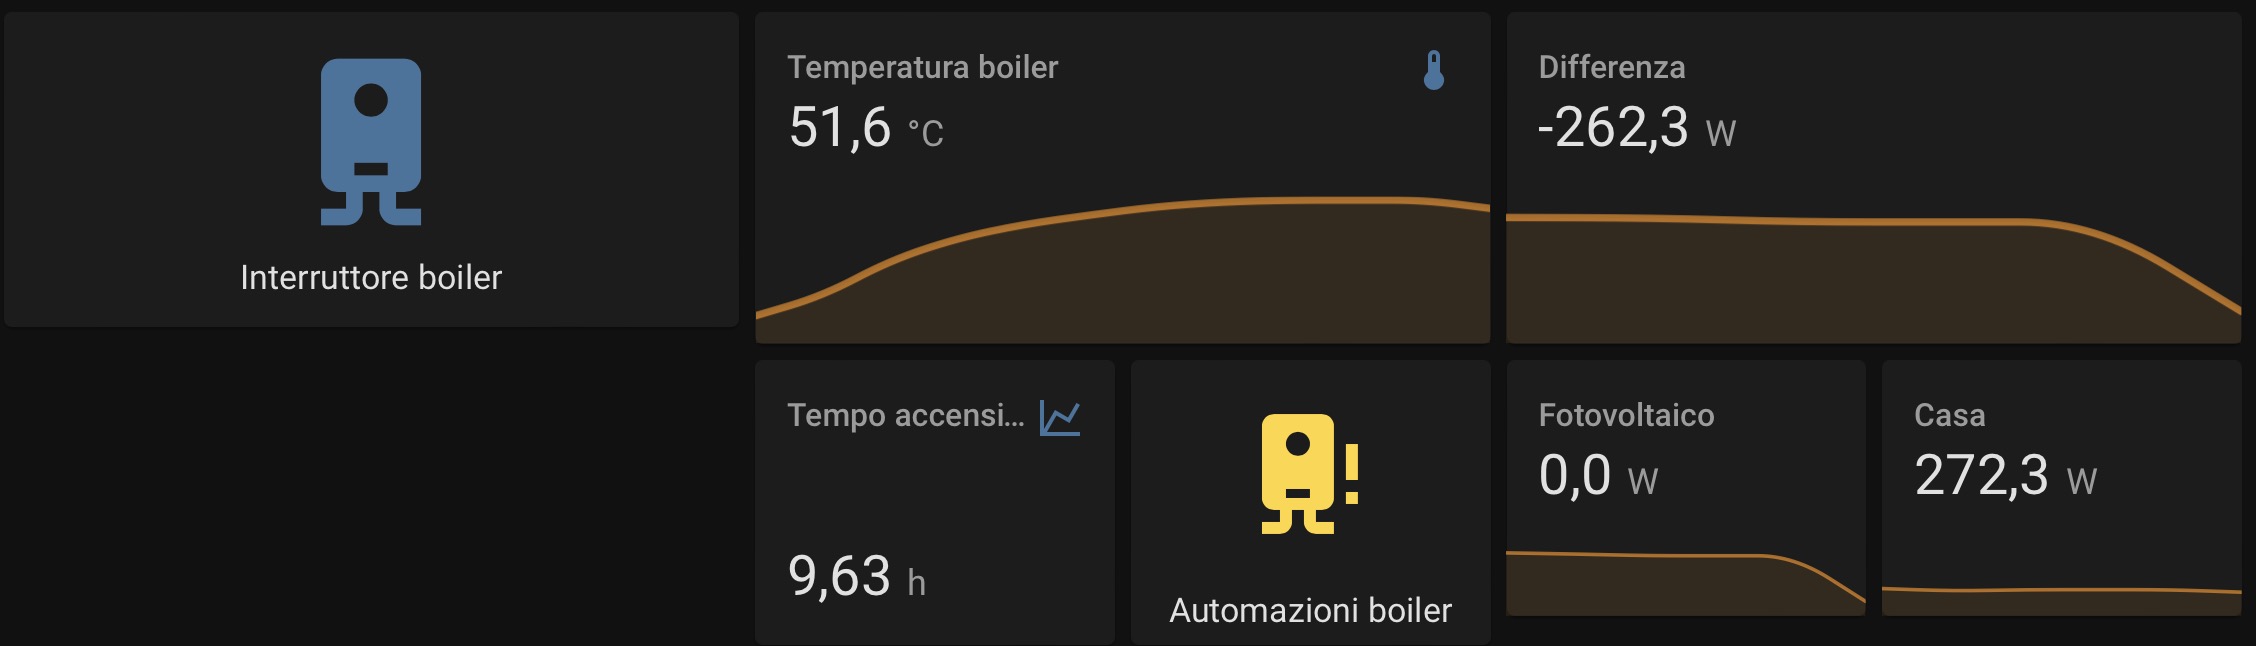 Interruttore boiler
Temperatura boiler
51,6 °C
Differenza
-262,3 W
Tempo accensi...
9,63 h
Automazioni boiler
Fotovoltaico
0,0 W
Casa
272,3 W